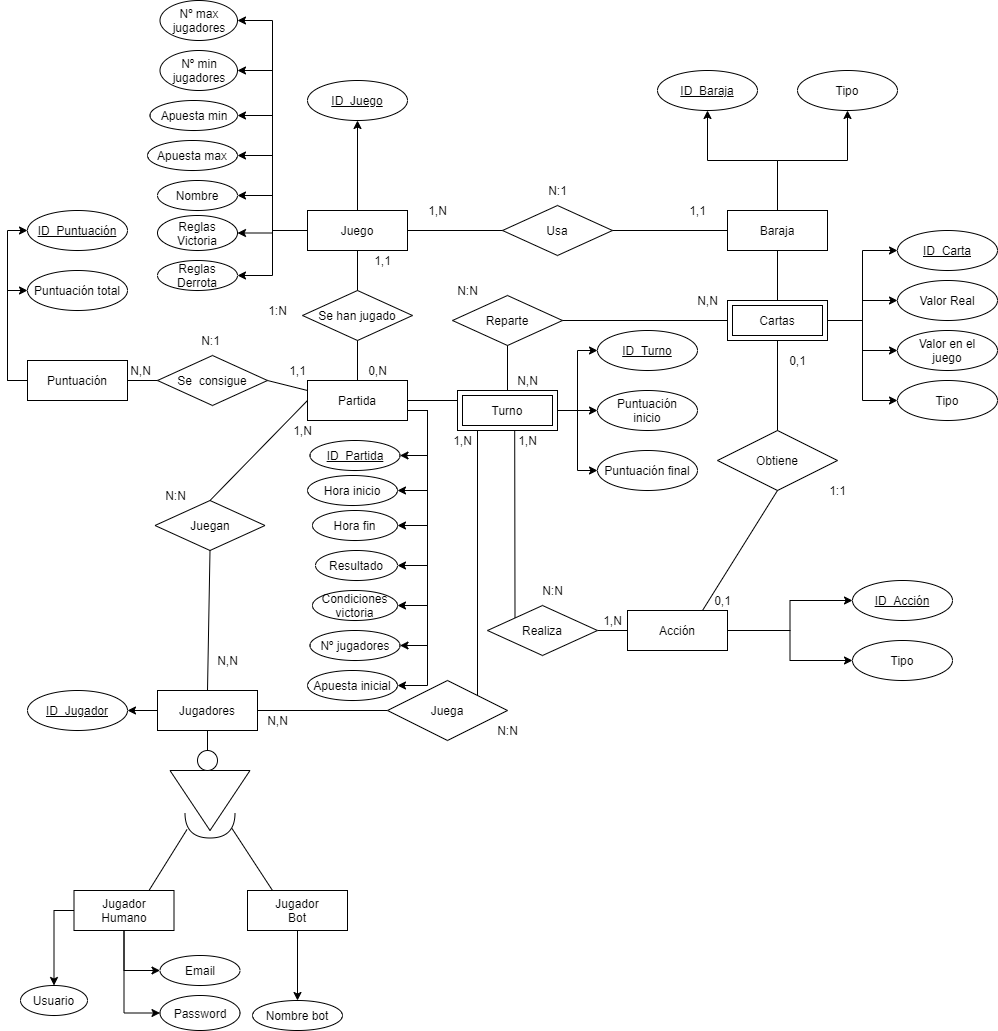 Nº max
jugadores
Nº min
jugadores
Apuesta min
Apuesta max
Nombre
Reglas
Victoria
Reglas
Derrota
ID_Juego
ID_Baraja
Tipo
N:1
1,N
1,1
Juego
Usa
Baraja
1,1
ID_Puntuación
Puntuación total
ID_Carta
Valor Real
Valor en el
juego
Tipo
1:N
Se han jugado
N:N
Reparte
N,N
Cartas
0,1
N:1
Puntuación
N,N
Se consigue
1,1
0,N
Partida
1,N
N,N
Turno
1,N
1,N
ID_Turno
Puntuación
inicio
Puntuación final
ID_Partida
Hora inicio
Hora fin
Resultado
Condiciones
victoria
Nº jugadores
Apuesta inicial
Obtiene
1:1
N:N
Juegan
N:N
Realiza
1,N
0,1
Acción
ID_Acción
Tipo
N,N
ID_Jugador
Jugadores
N,N
Juega
N:N
Jugador
Humano
Jugador
Bot
Email
Usuario
Password
Nombre bot